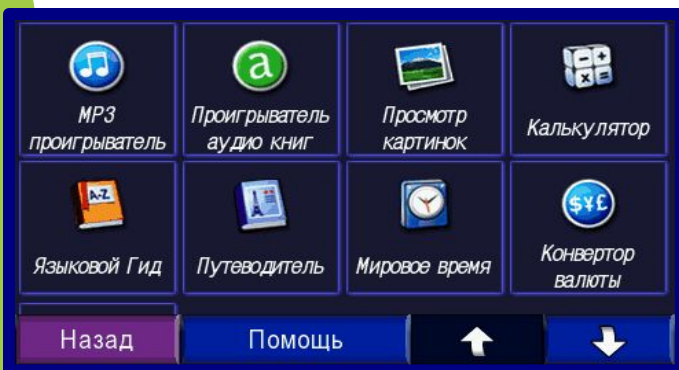 MP3
проигрыватель
Проигрыватель
аудио книг
Просмотр
картинок
Калькулятор
A-Z
Языковой Гид
Путеводитель
Мировое время
$¥£
Конвертор
валюты
Назад
Помощь